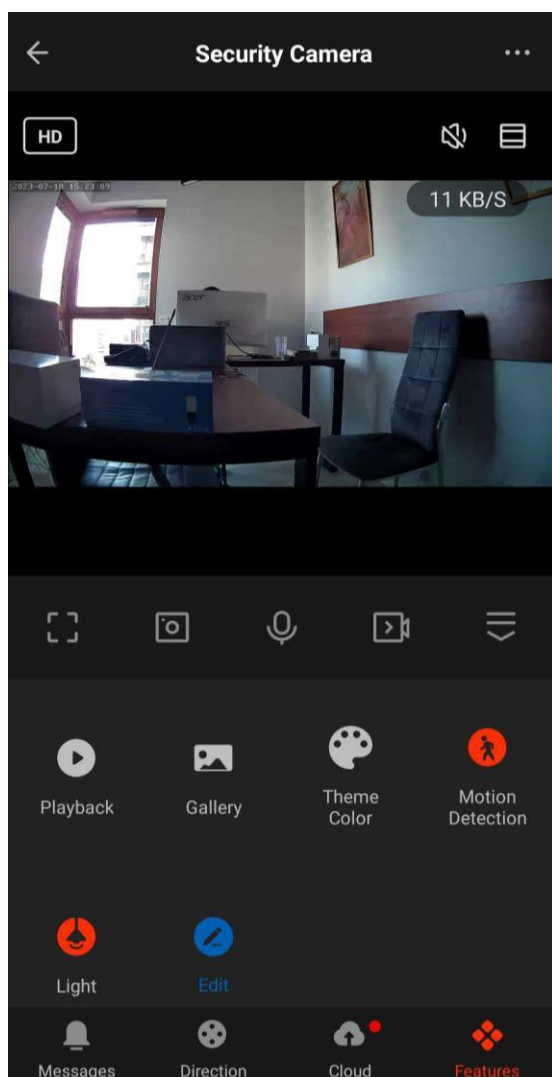 Security Camera
HD
2023-07-18 15:23:09
11 KB/S
acer
Playback
Gallery
Theme
Color
Motion
Detection
Light
Edit
Messages
Direction
Cloud
Features